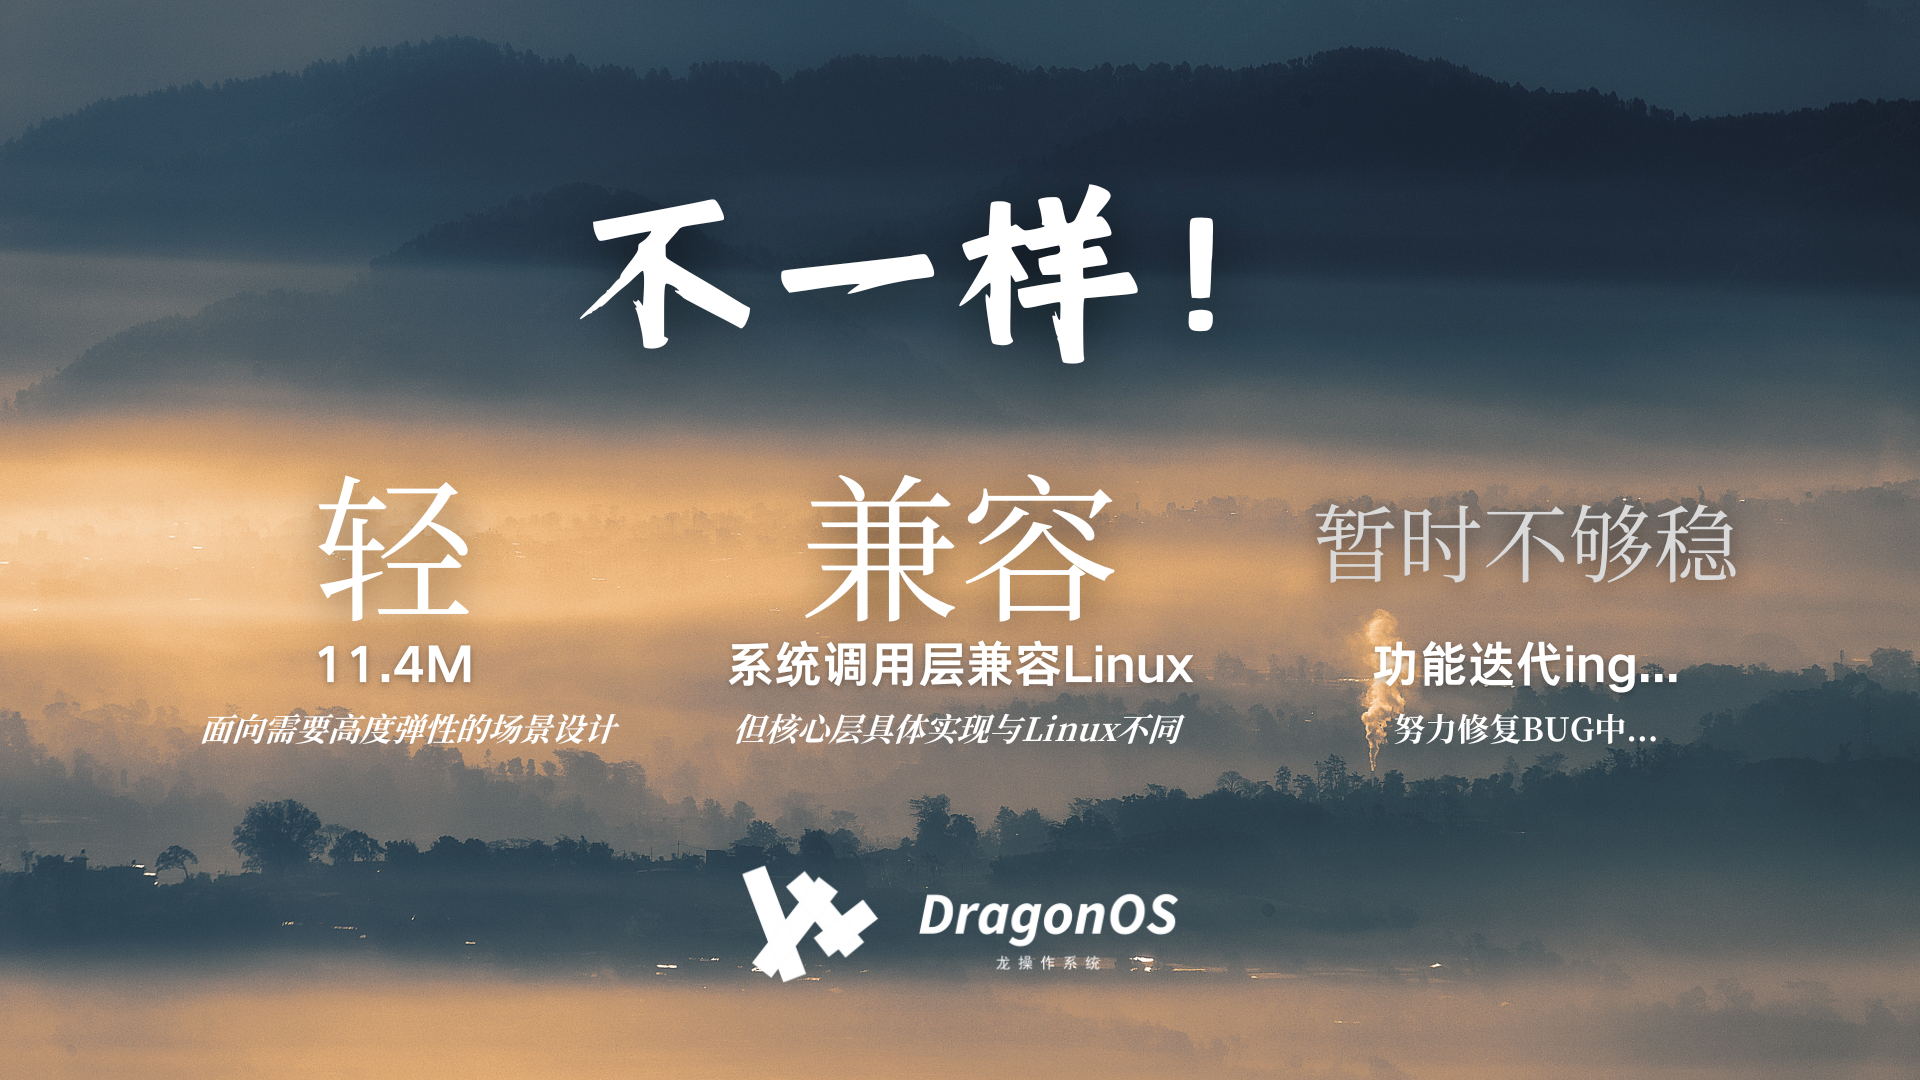 不一样！
轻
11.4M
面向需要高度弹性的场景设计
兼容
系统调用层兼容Linux
但核心层具体实现与Linux不同
暂时不够稳
功能迭代ing...
努力修复BUG中...
DragonOS
龙操作系统